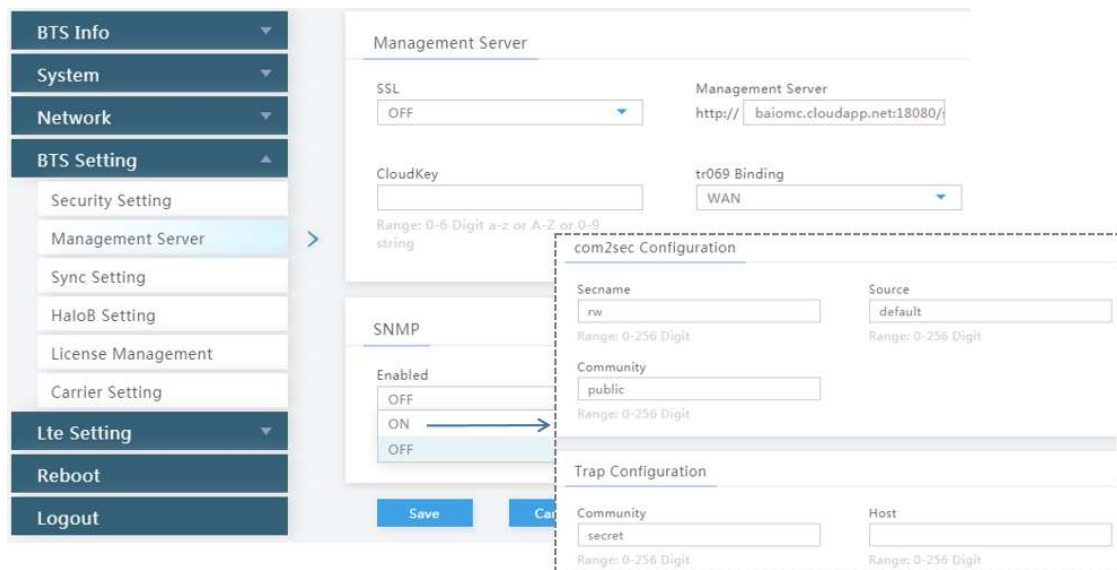 BTS Info
System
Network
BTS Setting
Security Setting
Management Server
Sync Setting
HaloB Setting
License Management
Carrier Setting
Lte Setting
Reboot
Logout
Management Server
SSL
OFF
Management Server
http:// baiomc.cloudapp.net:18080/
CloudKey
Range: 0-6 Digit a-z or A-Z or 0-9
string
tr069 Binding
WAN
SNMP
Enabled
OFF
ON
OFF
Save
com2sec Configuration
Secname
rw
Range: 0-256 Digit
Source
default
Range: 0-256 Digit
Community
public
Range: 0-256 Digit
Trap Configuration
Community
secret
Range: 0-256 Digit
Host
Range: 0-256 Digit